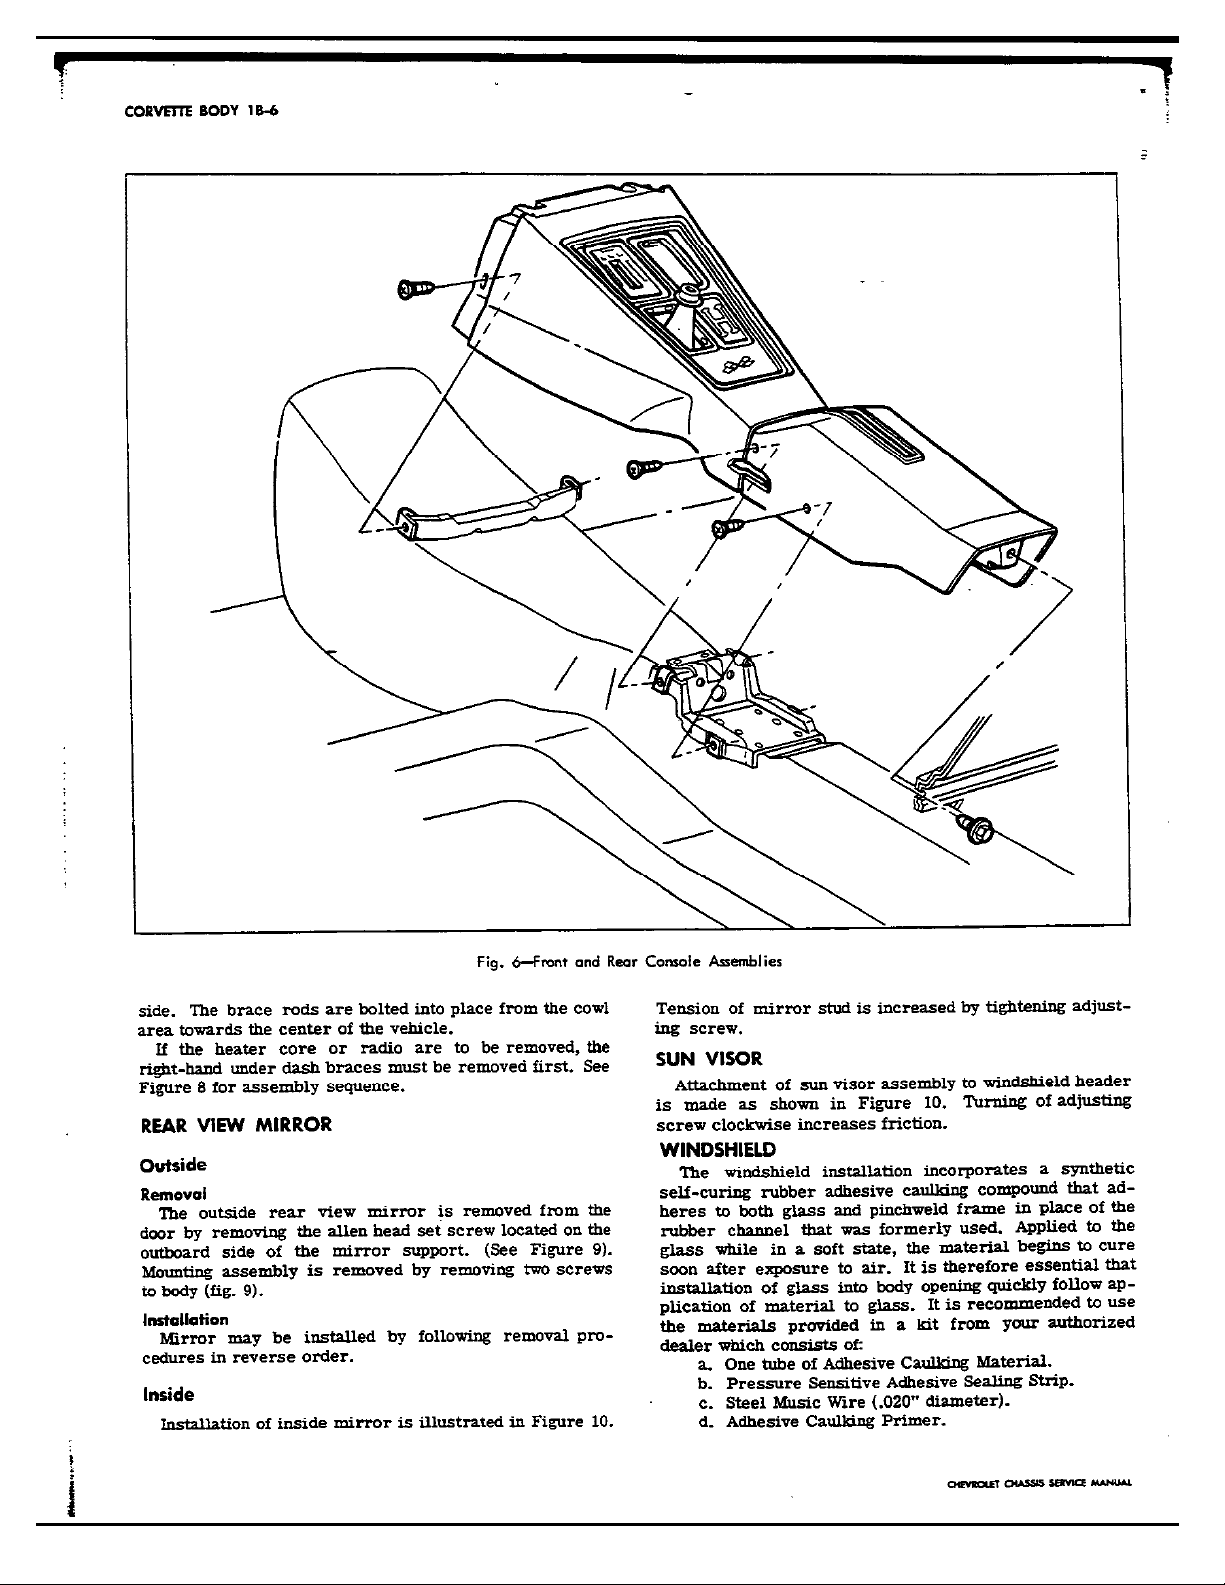 CORVETTE BODY 1B-6
Fig. 6—Front and Rear Console Assemblies
side. The brace rods are bolted into place from the cowl
area towards the center of the vehicle.
If the heater core or radio are to be removed, the
right-hand under dash braces must be removed first. See
Figure 8 for assembly sequence.
REAR VIEW MIRROR
Outside
Removal
The outside rear view mirror is removed from the
door by removing the allen head set screw located on the
outboard side of the mirror support. (See Figure 9).
Mounting assembly is removed by removing two screws
to body (fig. 9).
Installation
Mirror may be installed by following removal pro-
cedures in reverse order.
Inside
Installation of inside mirror is illustrated in Figure 10.
Tension of mirror stud is increased by tightening adjust-
ing screw.
SUN VISOR
Attachment of sun visor assembly to windshield header
is made as shown in Figure 10. Turning of adjusting
screw clockwise increases friction.
WINDSHIELD
The windshield installation incorporates a synthetic
self-curing rubber adhesive caulking compound that ad-
heres to both glass and pinchweld frame in place of the
rubber channel that was formerly used. Applied to the
glass while in a soft state, the material begins to cure
soon after exposure to air. It is therefore essential that
installation of glass into body opening quickly follow ap-
plication of material to glass. It is recommended to use
the materials provided in a kit from your authorized
dealer which consists of:
a. One tube of Adhesive Caulking Material.
b. Pressure Sensitive Adhesive Sealing Strip.
c. Steel Music Wire (.020" diameter).
d. Adhesive Caulking Primer.
CHEVROLET CHASSIS SERVICE MANUAL